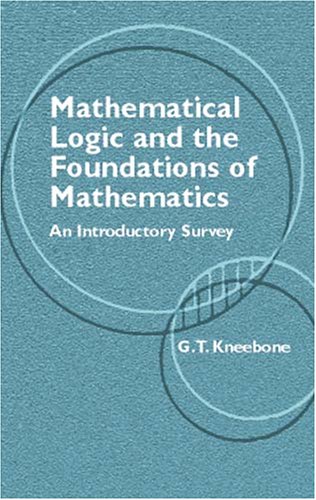 Mathematical
Logic and the
Foundations of
Mathematics
An Introductory Survey
G.T. Kneebone